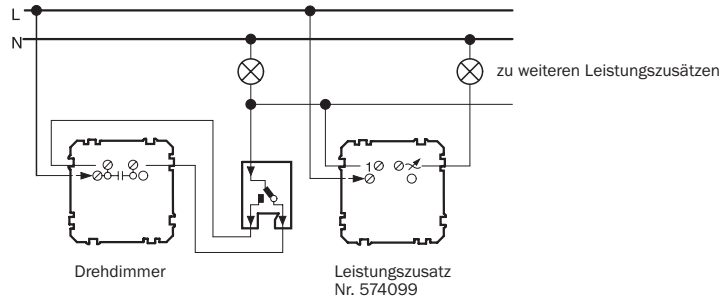 L
N
zu weiteren Leistungszusätzen
1
Drehdimmer
Leistungszusatz
Nr. 574099